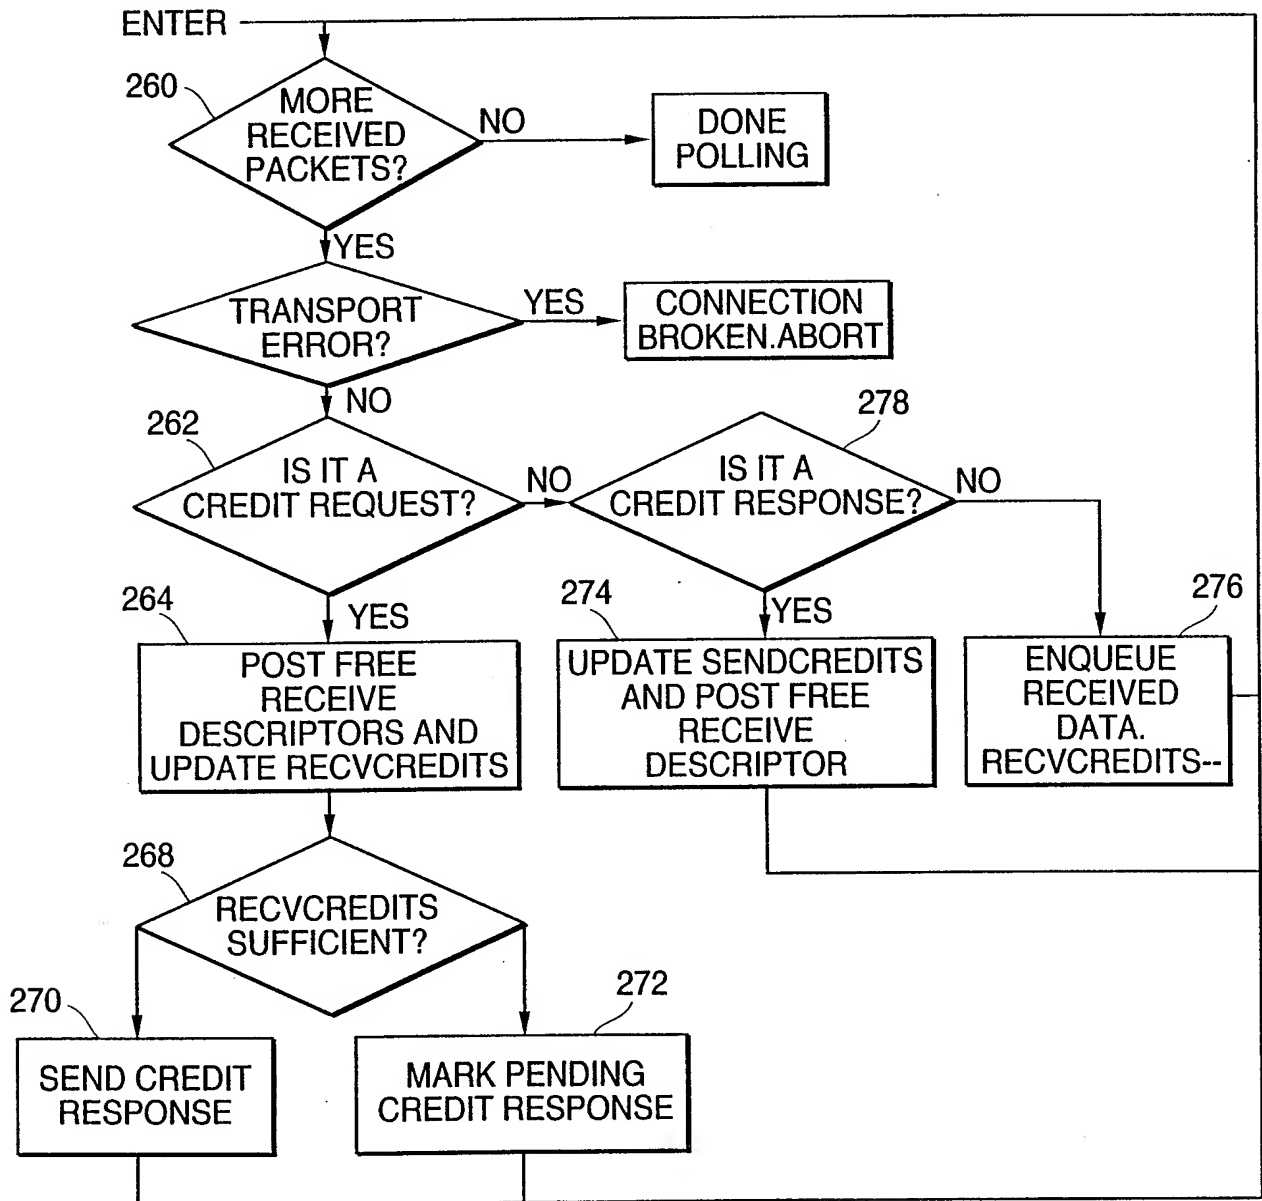 ENTER
260
MORE
RECEIVED
PACKETS?
NO
DONE
POLLING
YES
TRANSPORT
ERROR?
YES
CONNECTION
BROKEN.ABORT
NO
262
IS IT A
CREDIT REQUEST?
NO
278
IS IT A
CREDIT RESPONSE?
NO
264
YES
POST FREE
RECEIVE
DESCRIPTORS AND
UPDATE RECVCREDITS
274
YES
UPDATE SENDCREDITS
AND POST FREE
RECEIVE
DESCRIPTOR
276
ENQUEUE
RECEIVED
DATA.
RECVCREDITS--
268
RECVCREDITS
SUFFICIENT?
270
SEND CREDIT
RESPONSE
272
MARK PENDING
CREDIT RESPONSE